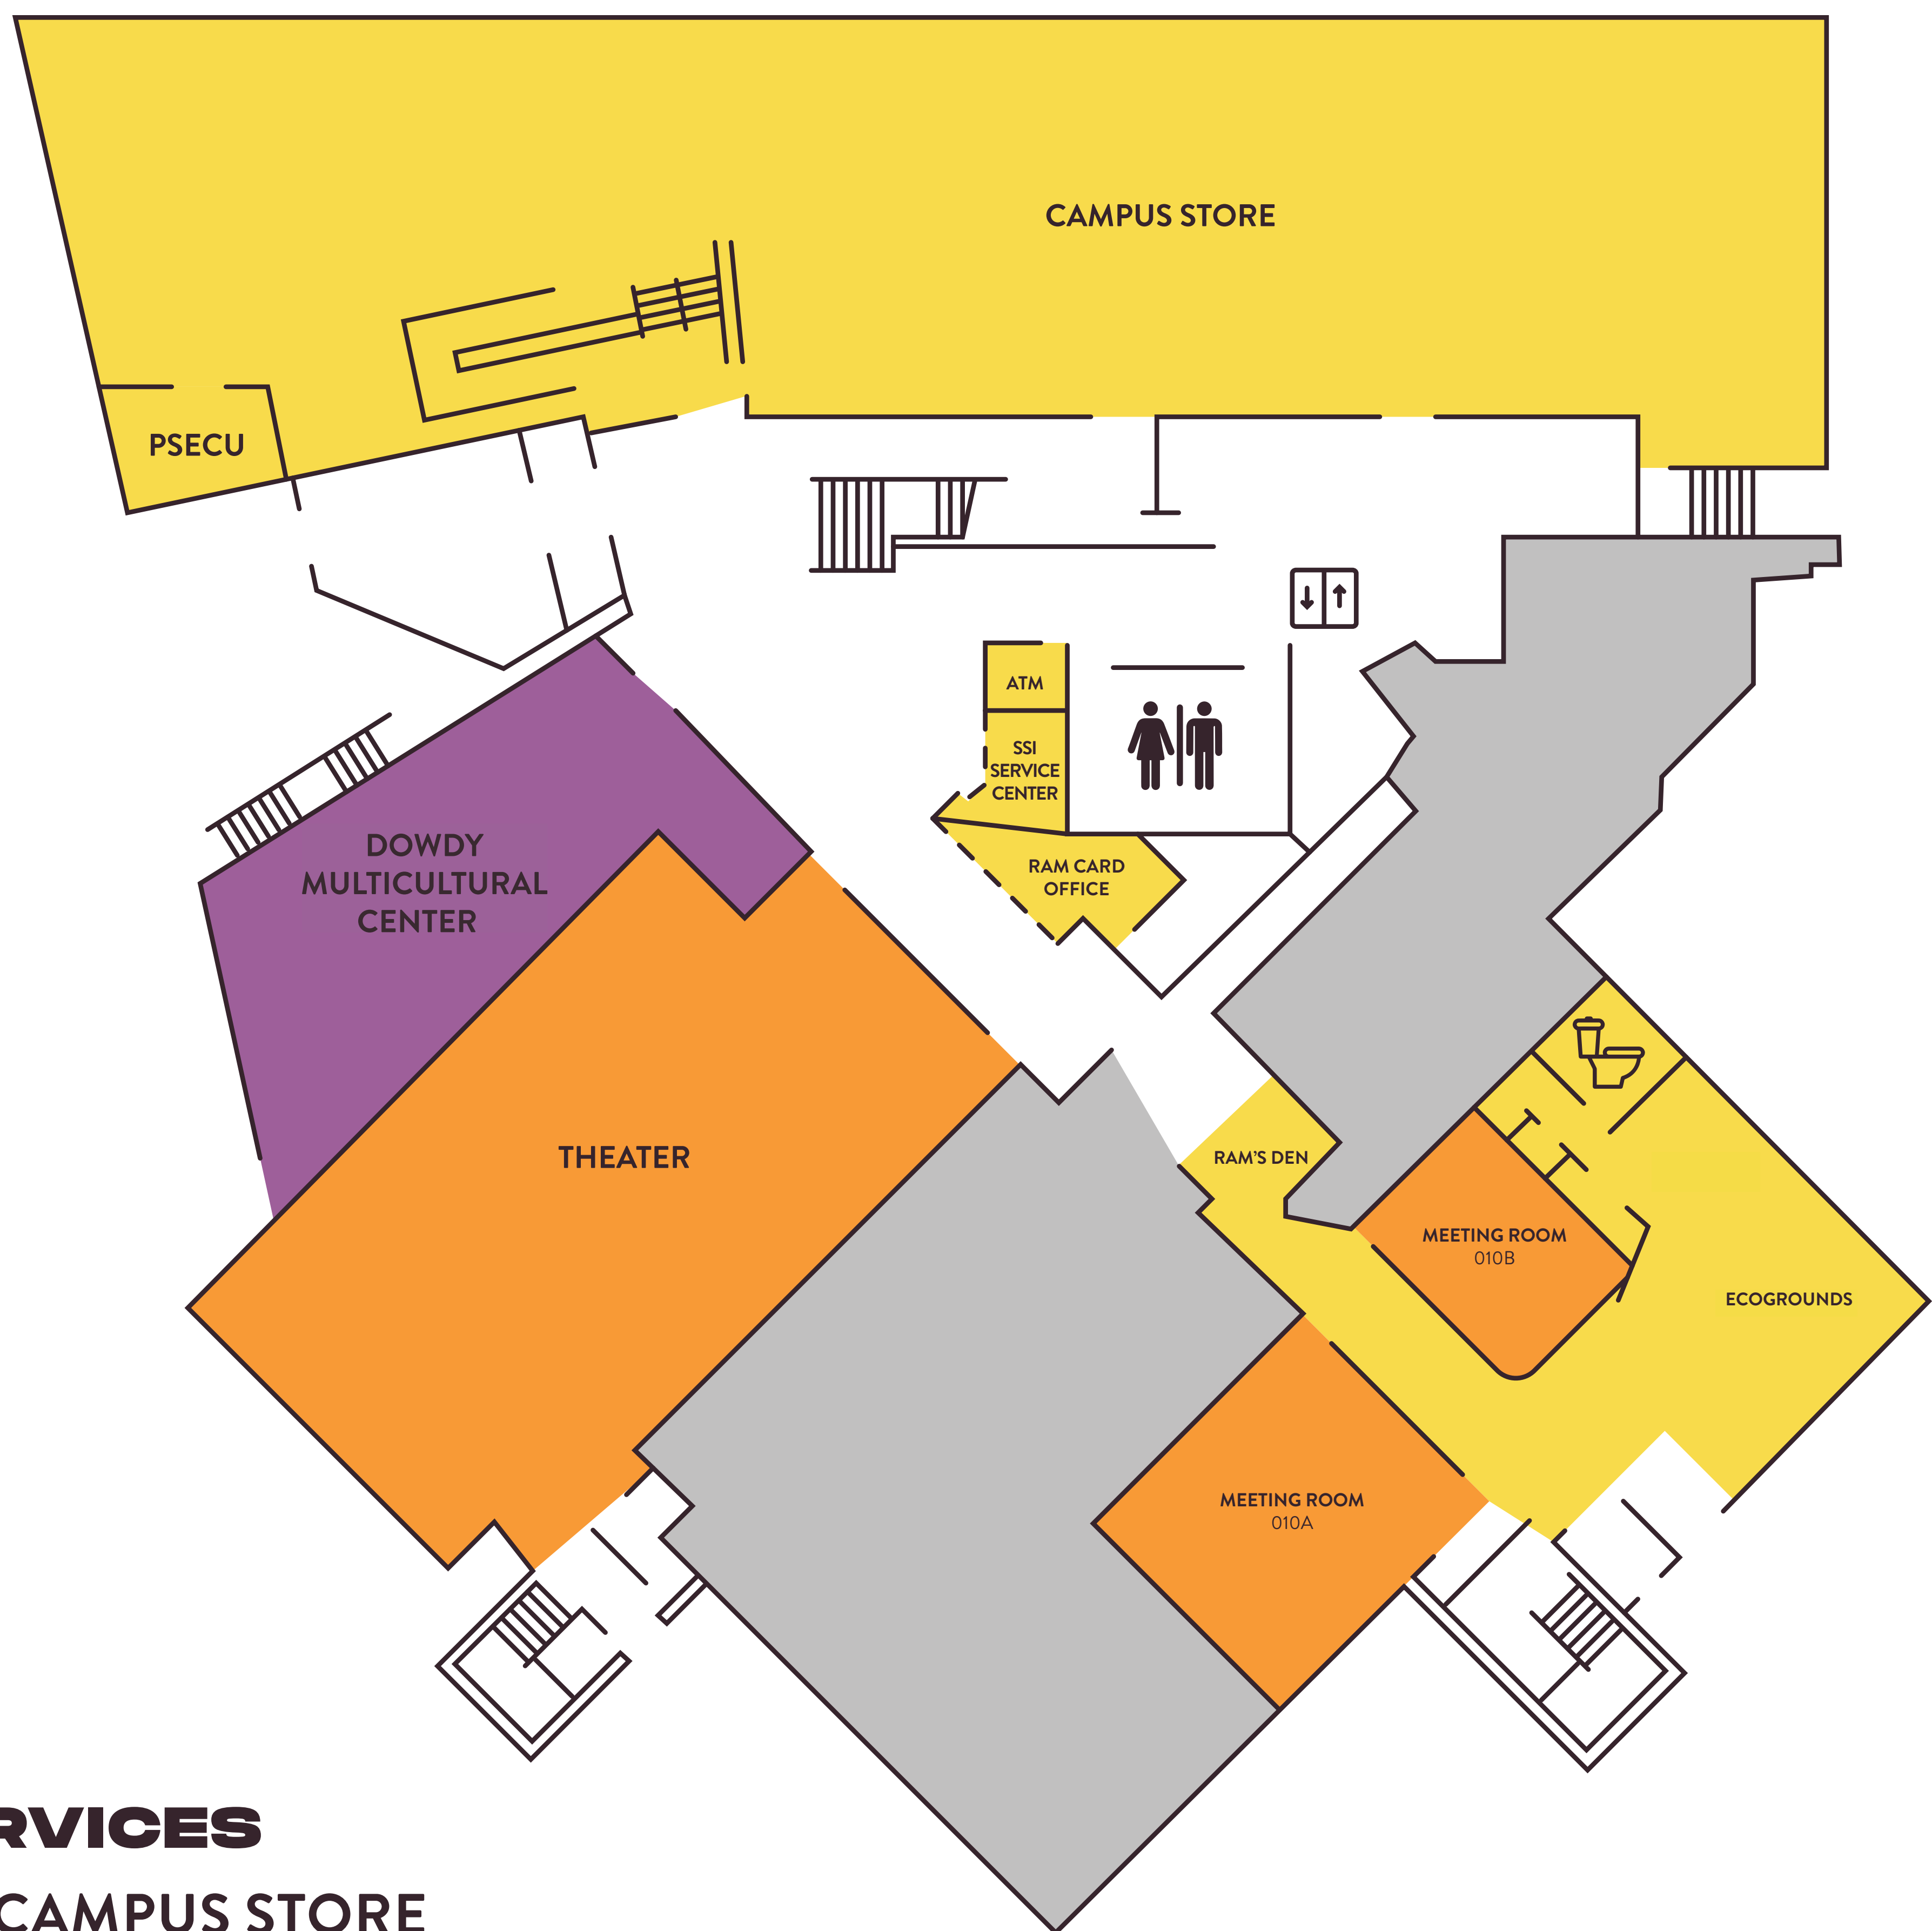 CAMPUS STORE
PSECU
ATM
SSI
SERVICE
CENTER
DOWDY
MULTICULTURAL
CENTER
RAM CARD
OFFICE
THEATER
RAM'S DEN
MEETING ROOM
010B
ECOGROUNDS
MEETING ROOM
010A
RVICES
CAMPUS STORE